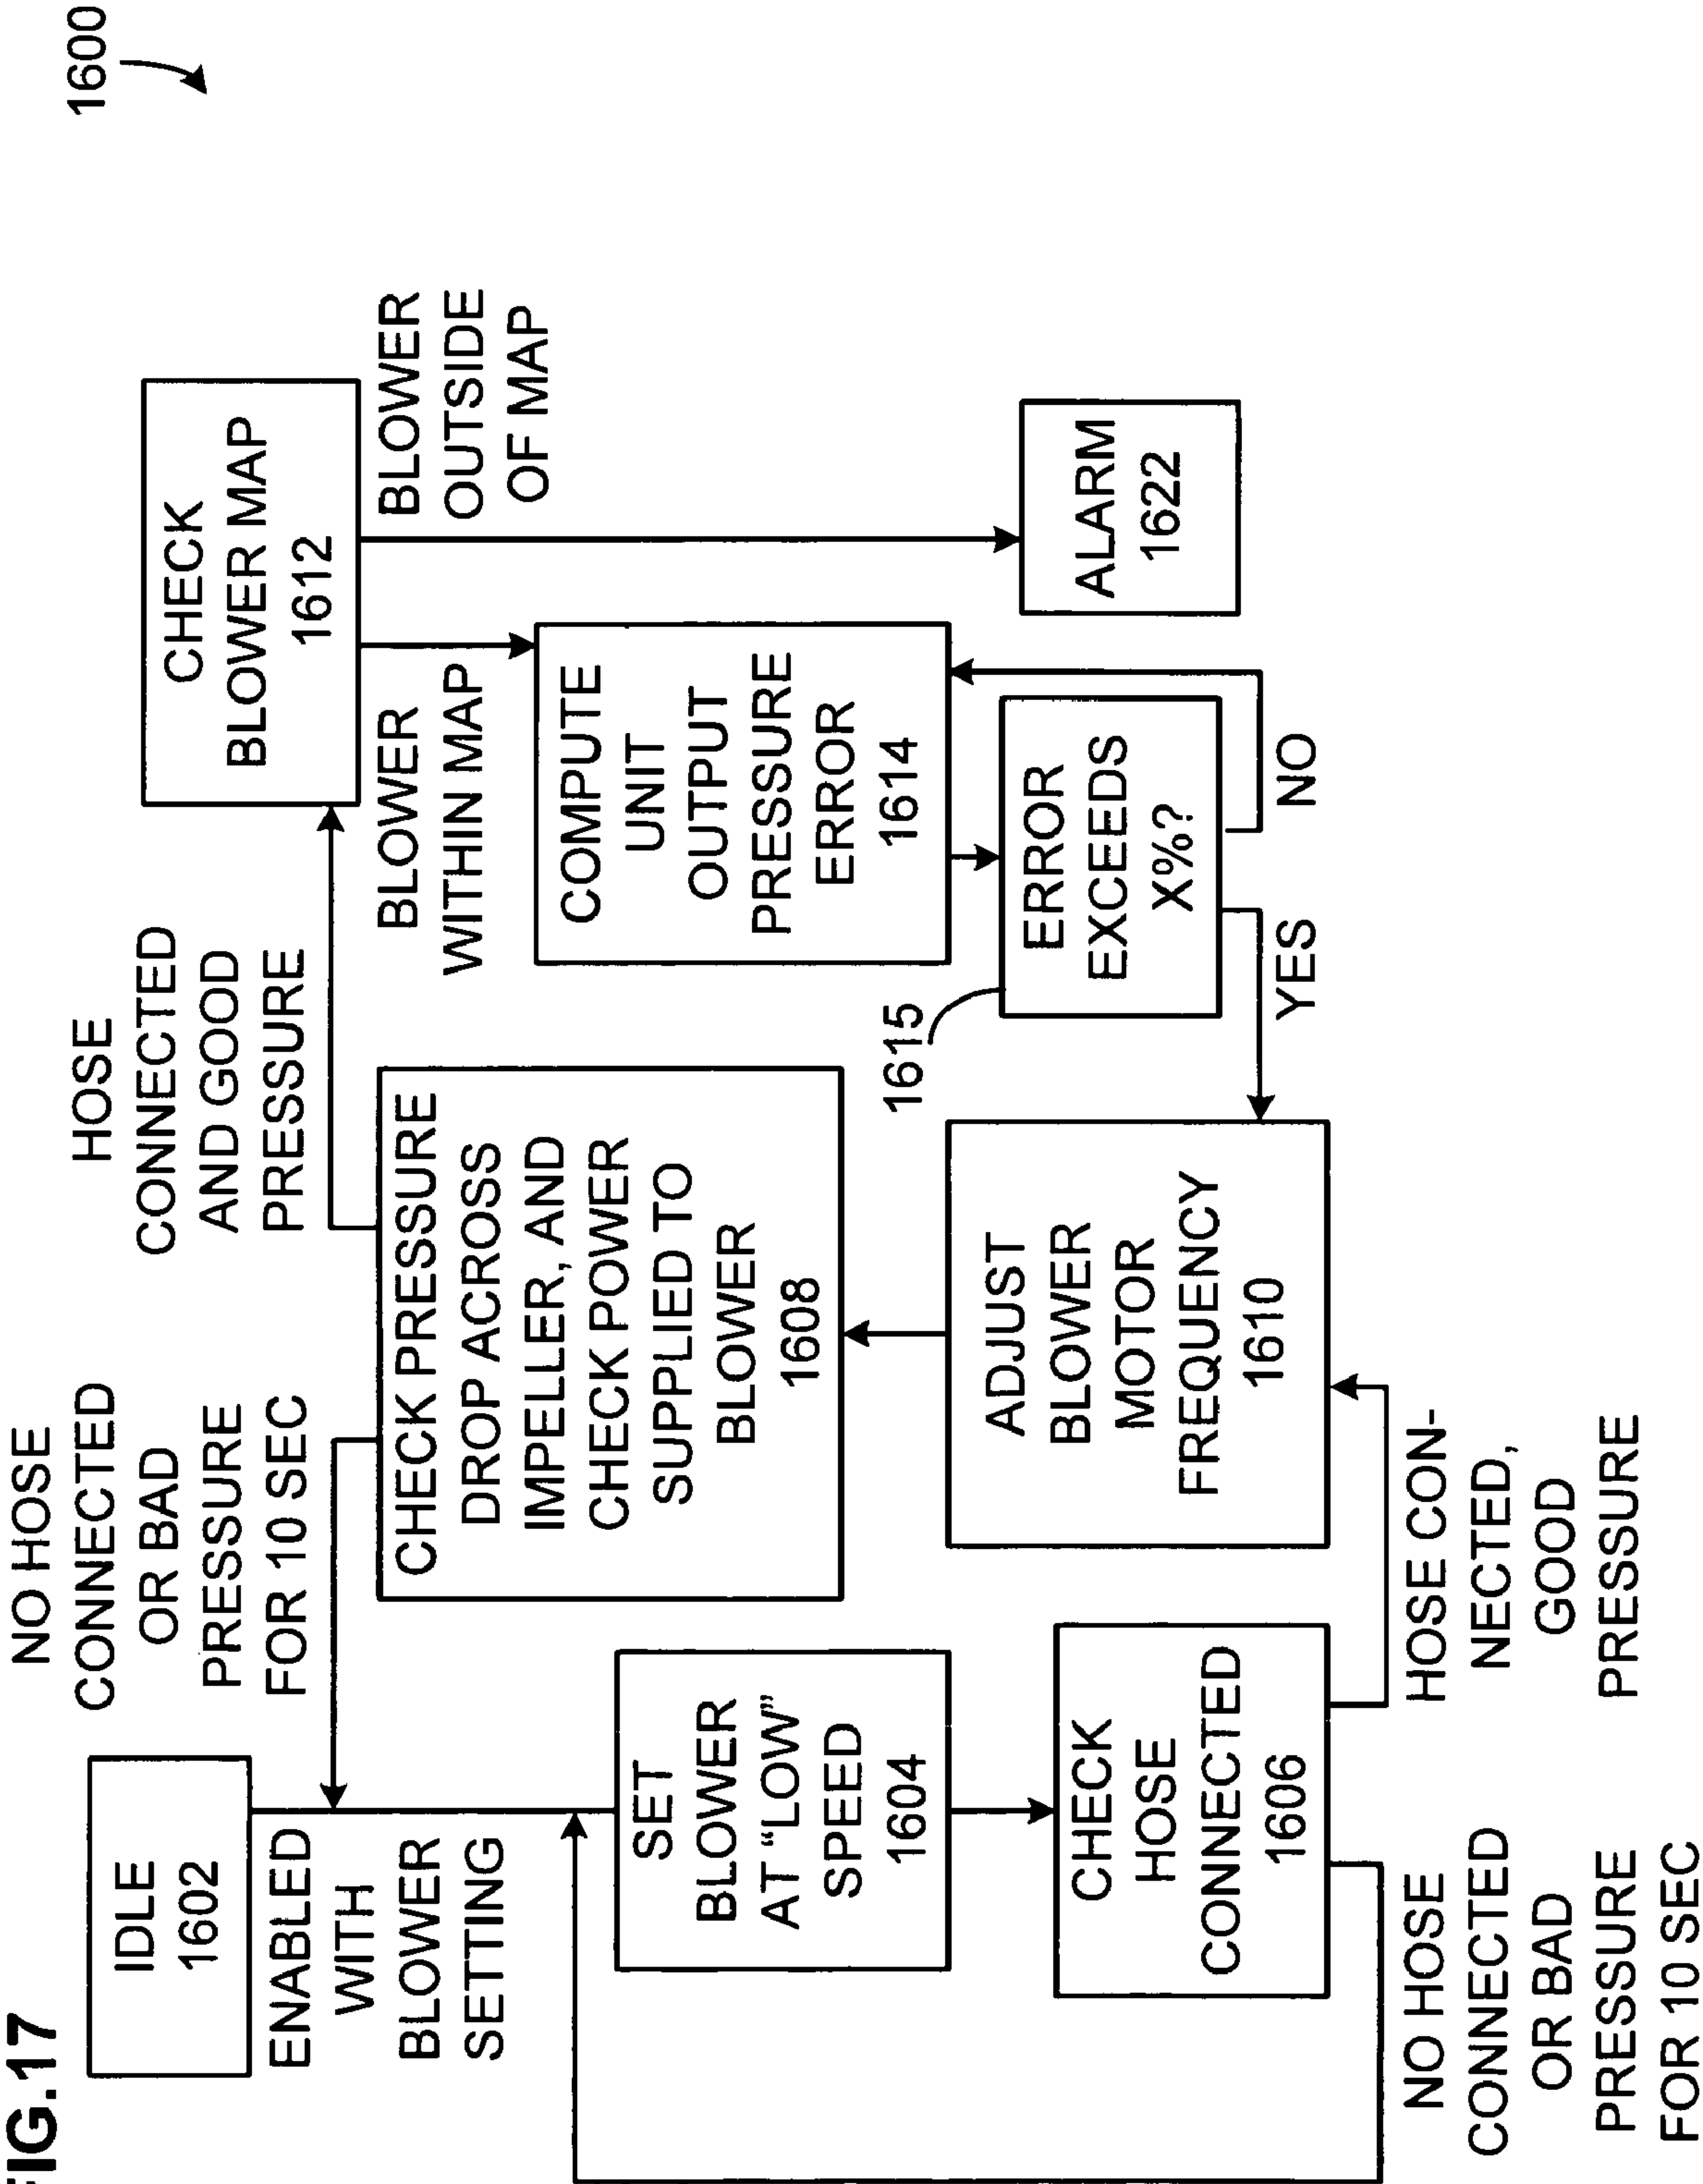 FIG.17
1600
IDLE
1602
ENABLED
WITH
BLOWER
SETTING
NO HOSE
CONNECTED
OR BAD
PRESSURE
FOR 10 SEC
HOSE
CONNECTED
AND GOOD
PRESSURE
CHECK
BLOWER MAP
1612
CHECK PRESSURE
DROP ACROSS
IMPELLER, AND
CHECK POWER
SUPPLIED TO
BLOWER
1608
BLOWER
WITHIN MAP
BLOWER
OUTSIDE
OF MAP
SET
BLOWER
AT "LOW"
SPEED
1604
COMPUTE
UNIT
OUTPUT
PRESSURE
ERROR
1614
CHECK
HOSE
CONNECTED
1606
ADJUST
BLOWER
MOTOR
FREQUENCY
1610
1615
ERROR
EXCEEDS
X%?
ALARM
1622
YES
NO
NO HOSE
CONNECTED
OR BAD
PRESSURE
FOR 10 SEC
HOSE CON-
NECTED,
GOOD
PRESSURE